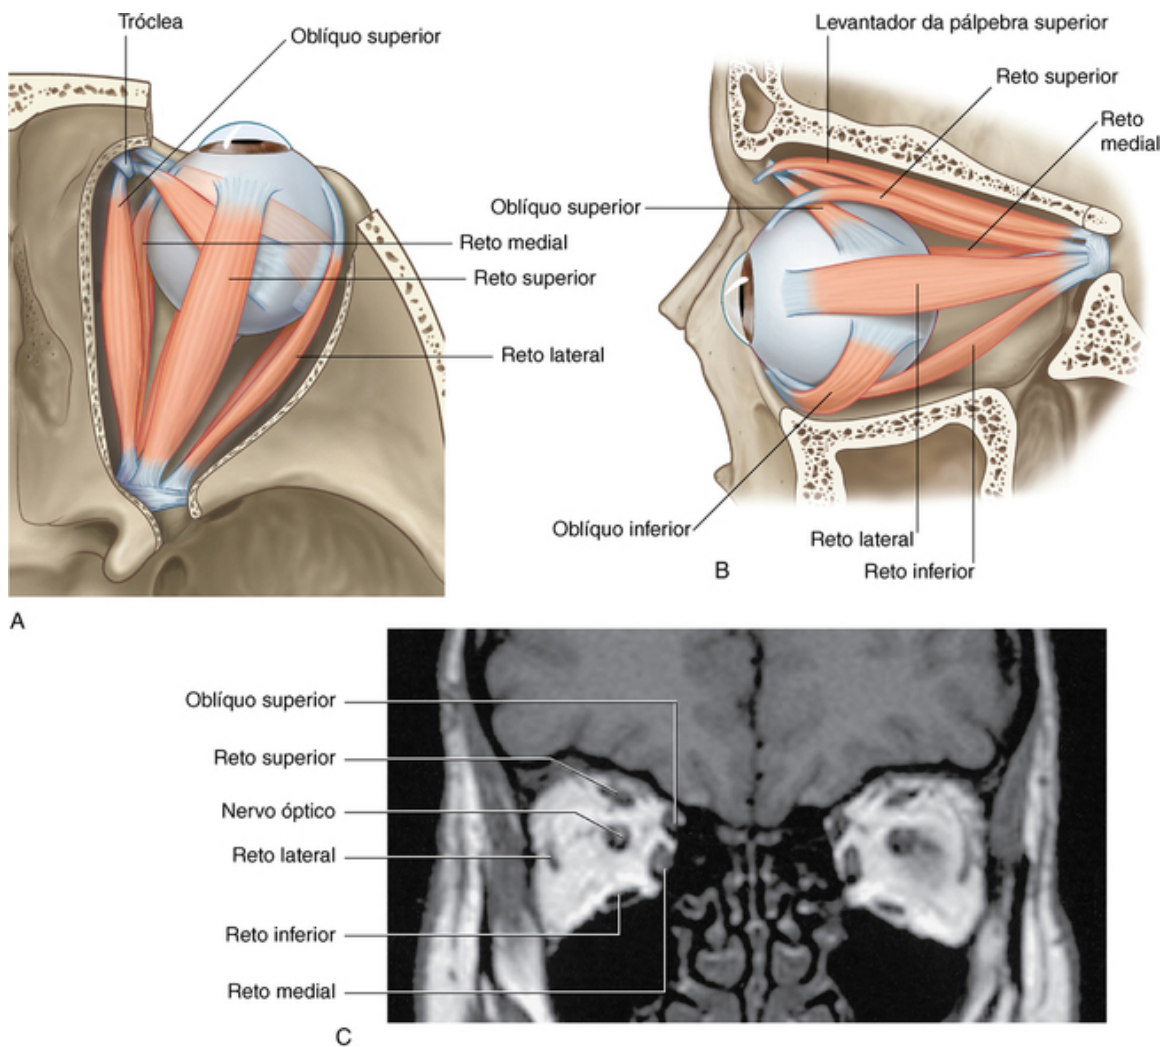 Tróclea
Oblíquo superior
Reto medial
Reto superior
Reto lateral
A
Levantador da pálpebra superior
Reto superior
Reto
medial
Oblíquo superior
Oblíquo inferior
Reto lateral
Reto inferior
B
Oblíquo superior
Reto superior
Nervo óptico
Reto lateral
Reto inferior
Reto medial
C